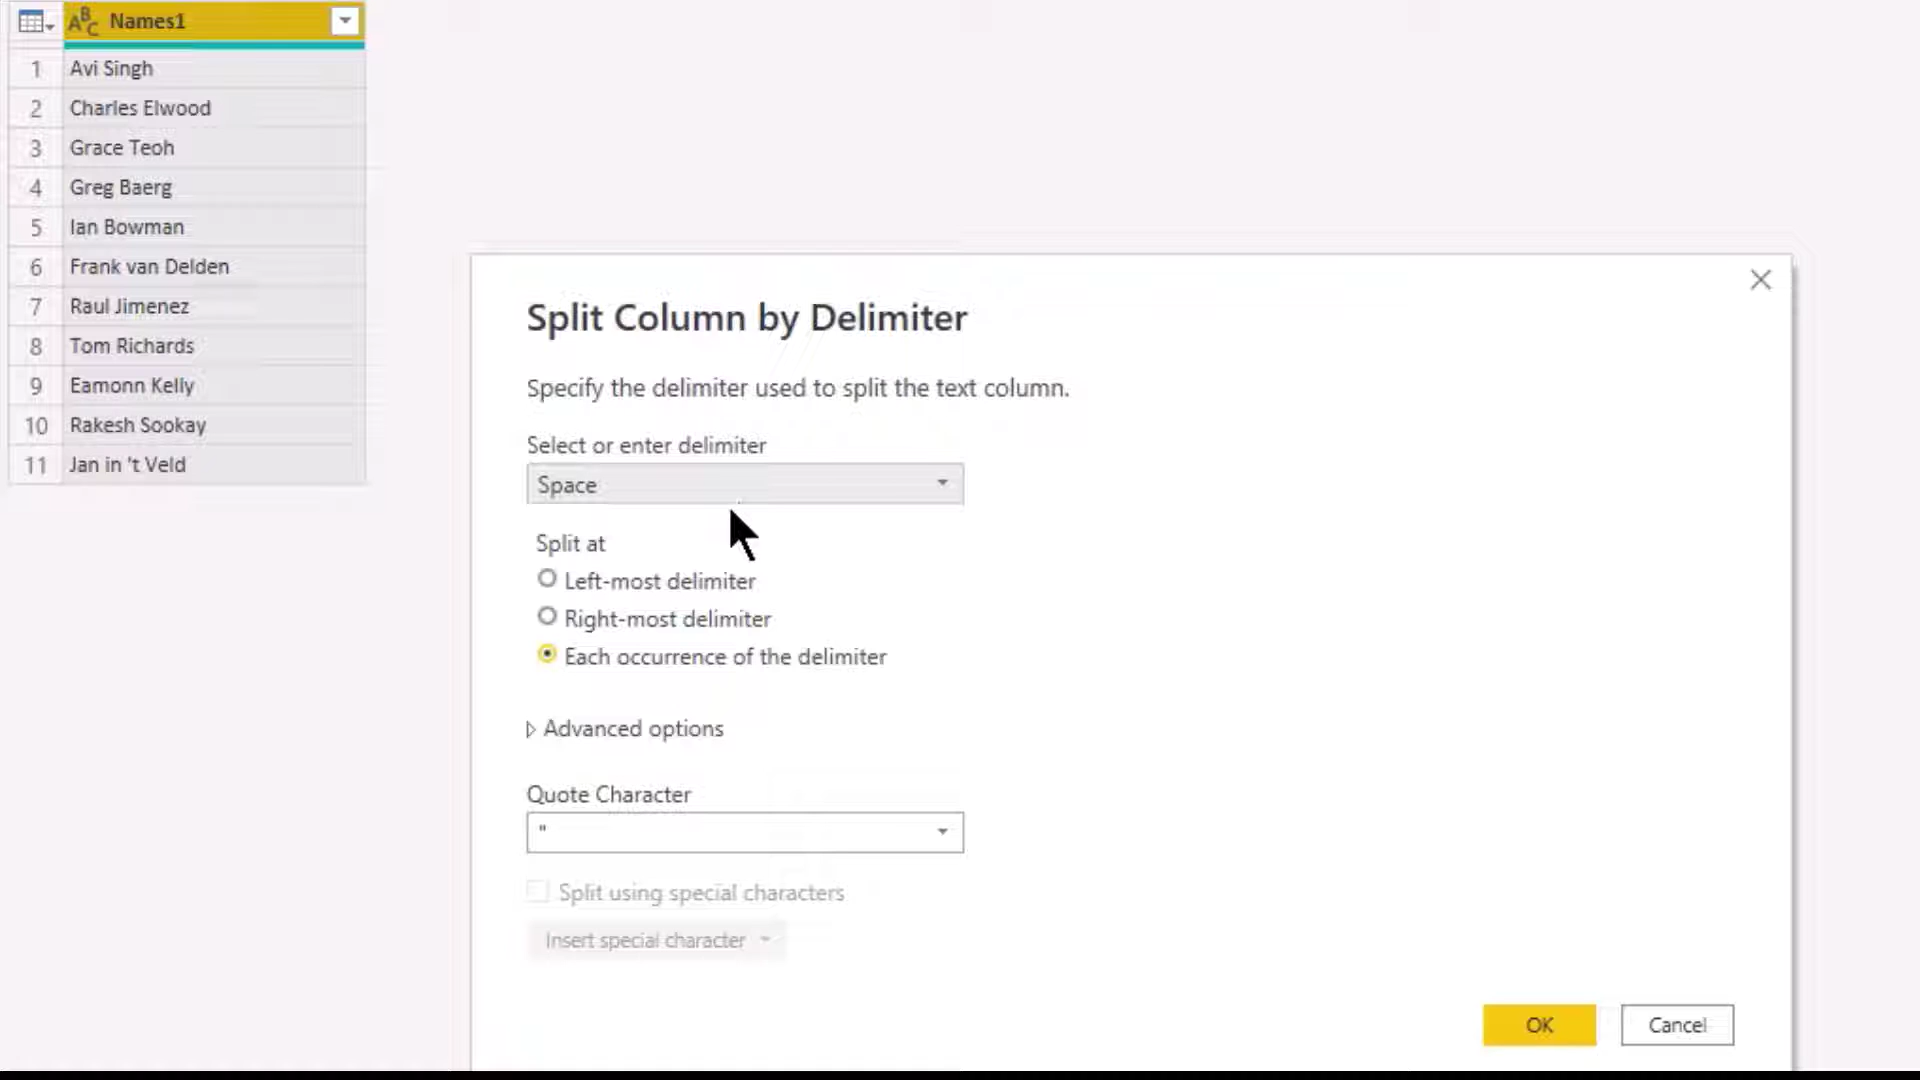 ABC Names1
1 Avi Singh
2 Charles Elwood
3 Grace Teoh
4 Greg Baerg
5 Ian Bowman
6 Frank van Delden
7 Raul Jimenez
8 Tom Richards
9 Eamonn Kelly
10 Rakesh Sookay
11 Jan in 't Veld
Split Column by Delimiter
Specify the delimiter used to split the text column.
Select or enter delimiter
Space
Split at
Left-most delimiter
Right-most delimiter
Each occurrence of the delimiter
Advanced options
Quote Character
"
Split using special characters
Insert special character
OK Cancel